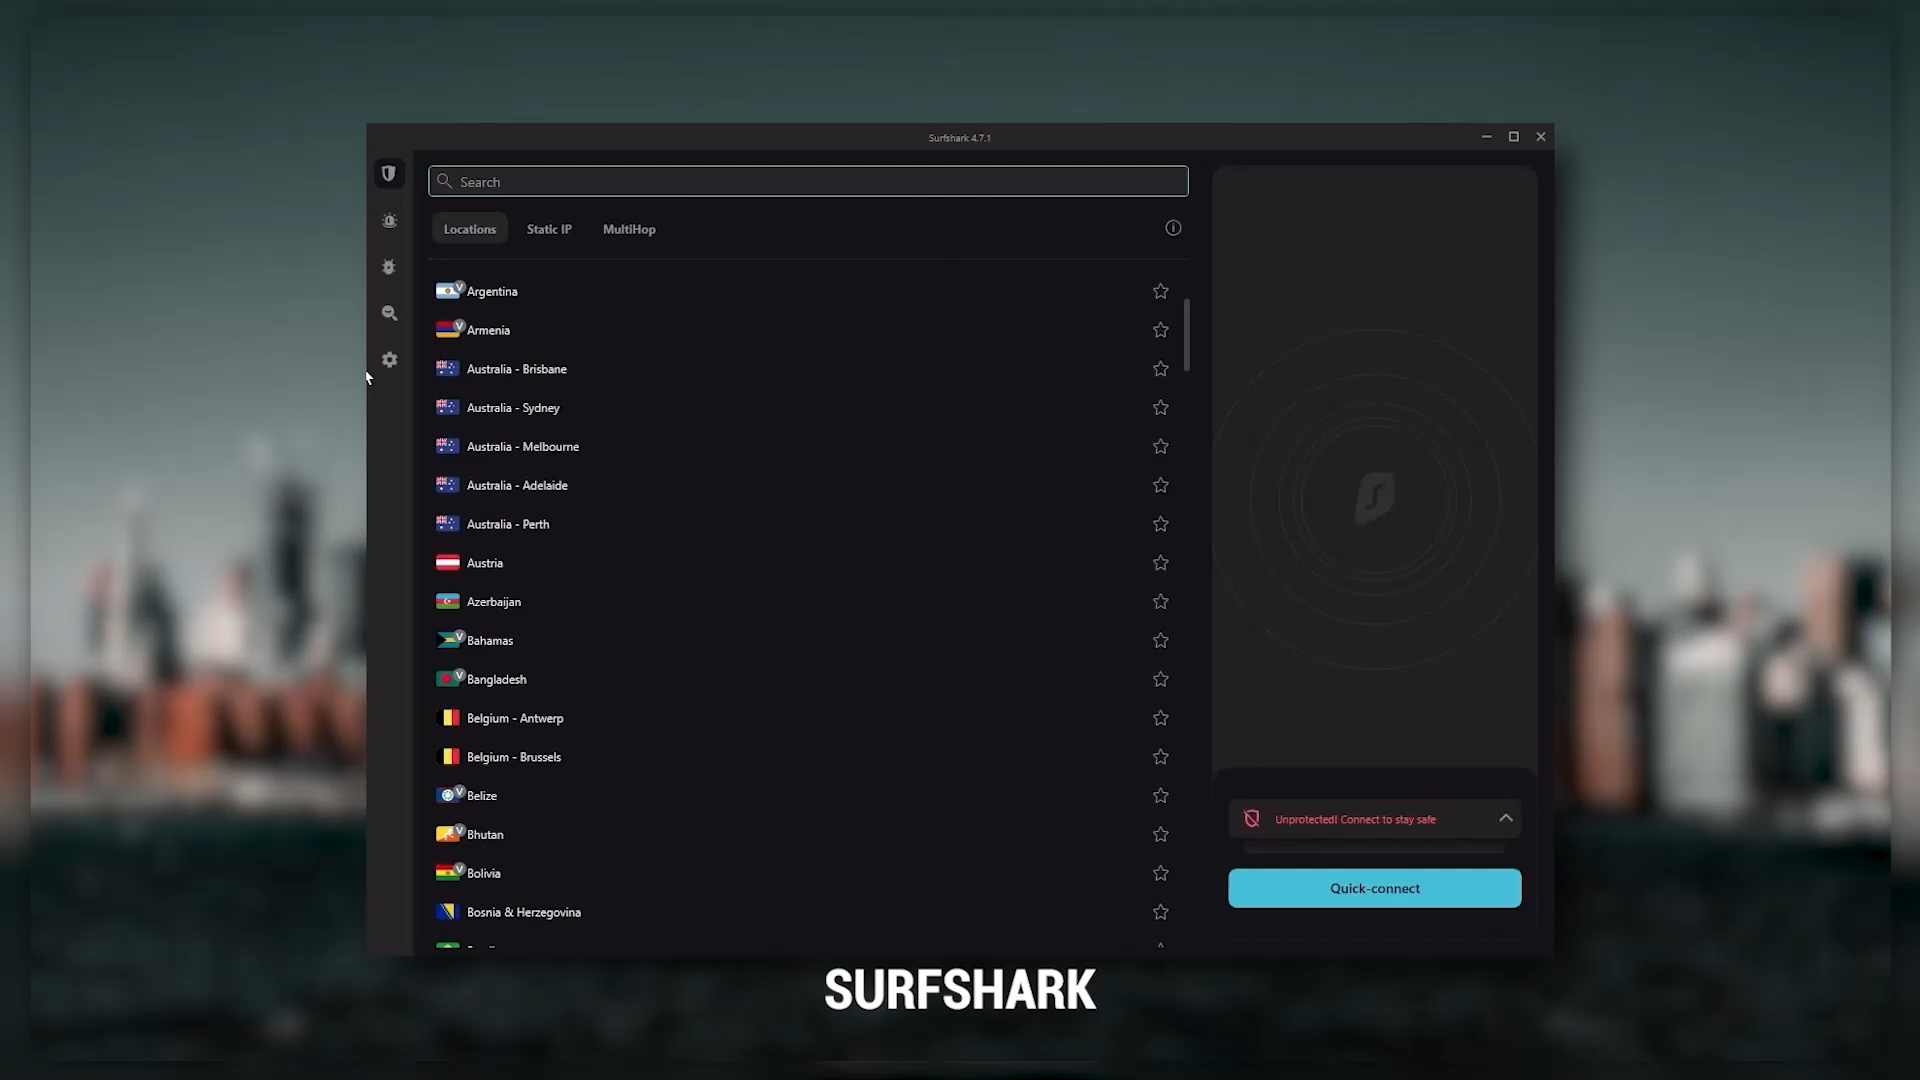 Surfshark 4.7.1
Search
Locations
Static IP
MultiHop
V Argentina
V Armenia
Australia - Brisbane
Australia - Sydney
Australia - Melbourne
Australia - Adelaide
Australia - Perth
Austria
Azerbaijan
V Bahamas
V Bangladesh
Belgium - Antwerp
Belgium - Brussels
V Belize
V Bhutan
V Bolivia
Bosnia & Herzegovina
Unprotected! Connect to stay safe
Quick-connect
SURFSHARK